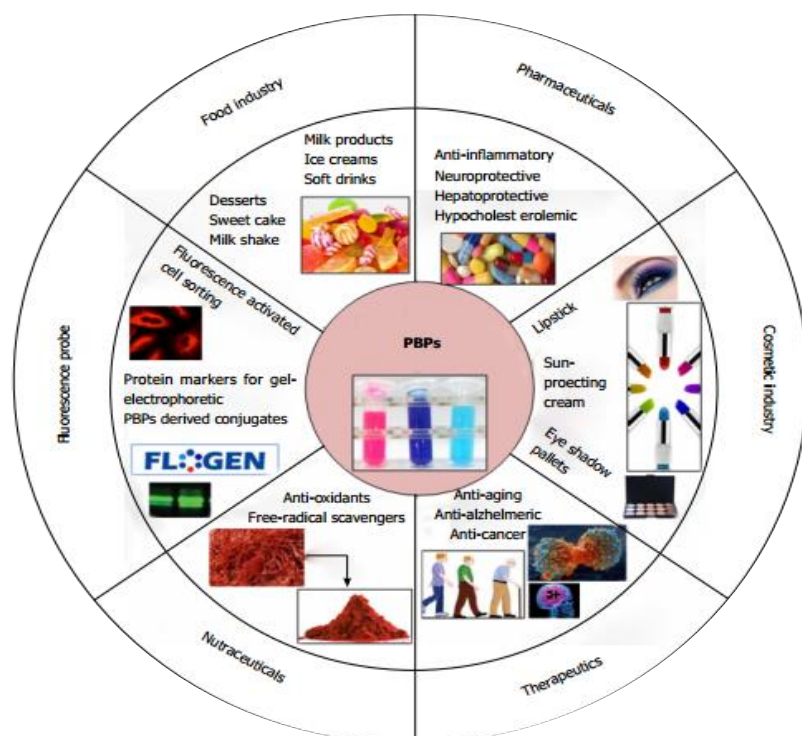 Food industry
Pharmaceuticals
Cosmetic industry
Therapeutics
Nutraceuticals
Fluorescence probe
Milk products
Ice creams
Soft drinks
Desserts
Sweet cake
Milk shake
Anti-inflammatory
Neuroprotective
Hepatoprotective
Hypocholest erolemic
Lipstick
Sun-
proecting
cream
Eye shadow
pallets
Anti-aging
Anti-alzhelmeric
Anti-cancer
Anti-oxidants
Free-radical scavengers
Fluorescence activated
cell sorting
Protein markers for gel-
electrophoretic
PBPs derived conjugates
FLOGEN
PBPs